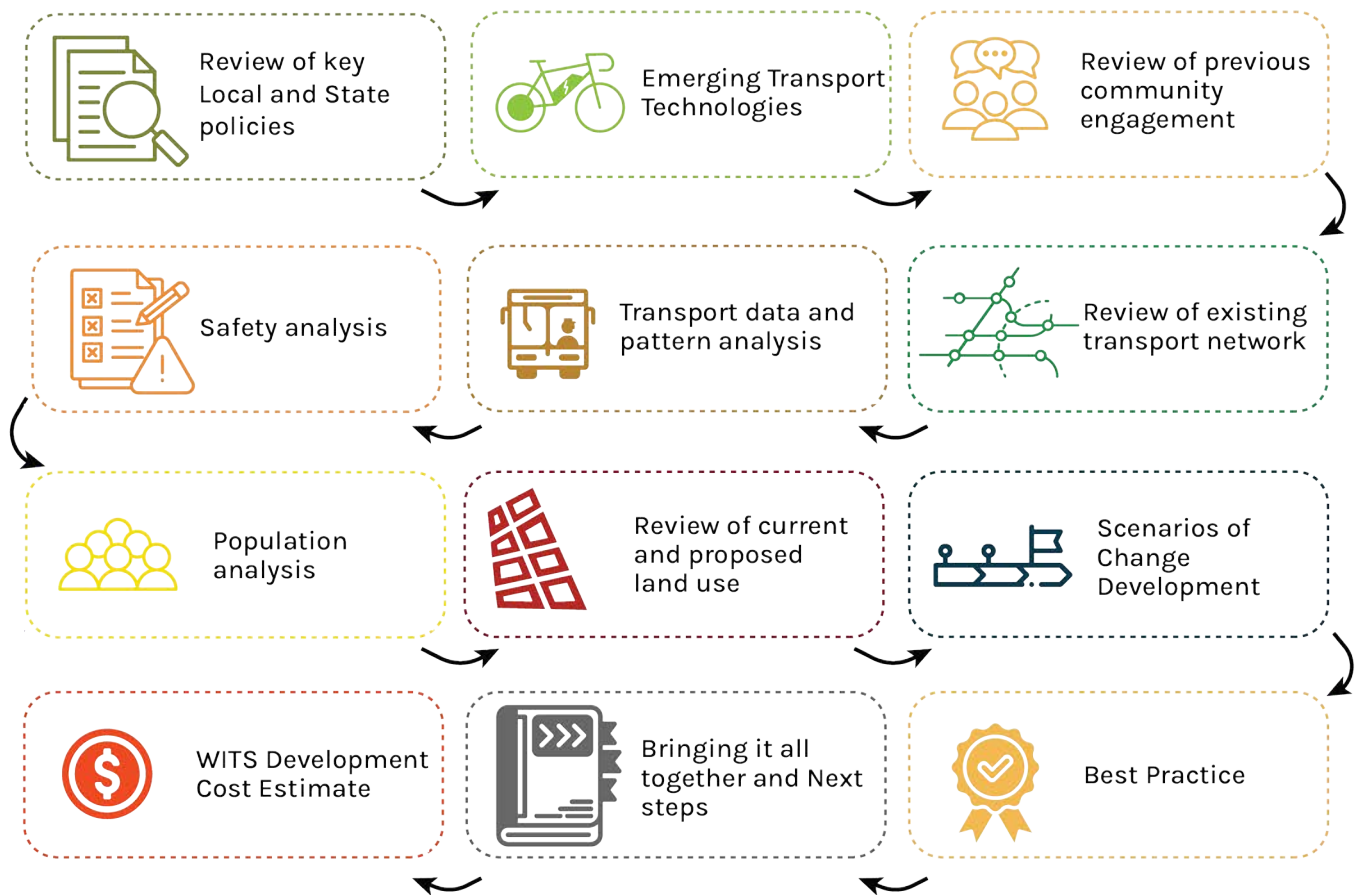 Review of key
Local and State
policies
Emerging Transport
Technologies
Review of previous
community
engagement
Review of existing
transport network
Transport data and
pattern analysis
Safety analysis
Population
analysis
Review of current
and proposed
land use
Scenarios of
Change
Development
Best Practice
Bringing it all
together and Next
steps
WITS Development
Cost Estimate